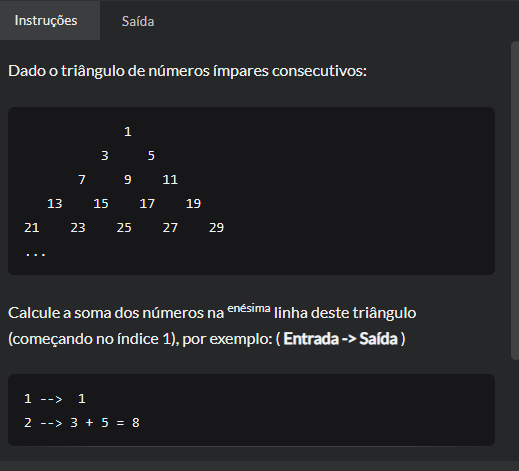 Instruções Saída
Dado o triângulo de números ímpares consecutivos:
1
3 5
7 9 11
13 15 17 19
21 23 25 27 29
...
Calcule a soma dos números na enésima linha deste triângulo
(começando no índice 1), por exemplo: ( Entrada -> Saída )
1 --> 1
2 --> 3 + 5 = 8